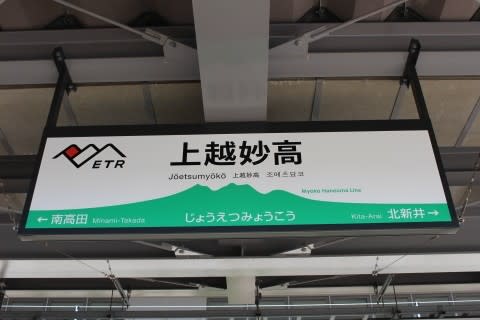 ETR
上越妙高
Jōetsumyōkō 上越妙高 조에츠묘코
Myoko Haneuma Line
← 南高田 Minami-Takada
じょうえつみょうこう
Kita-Arai 北新井 →